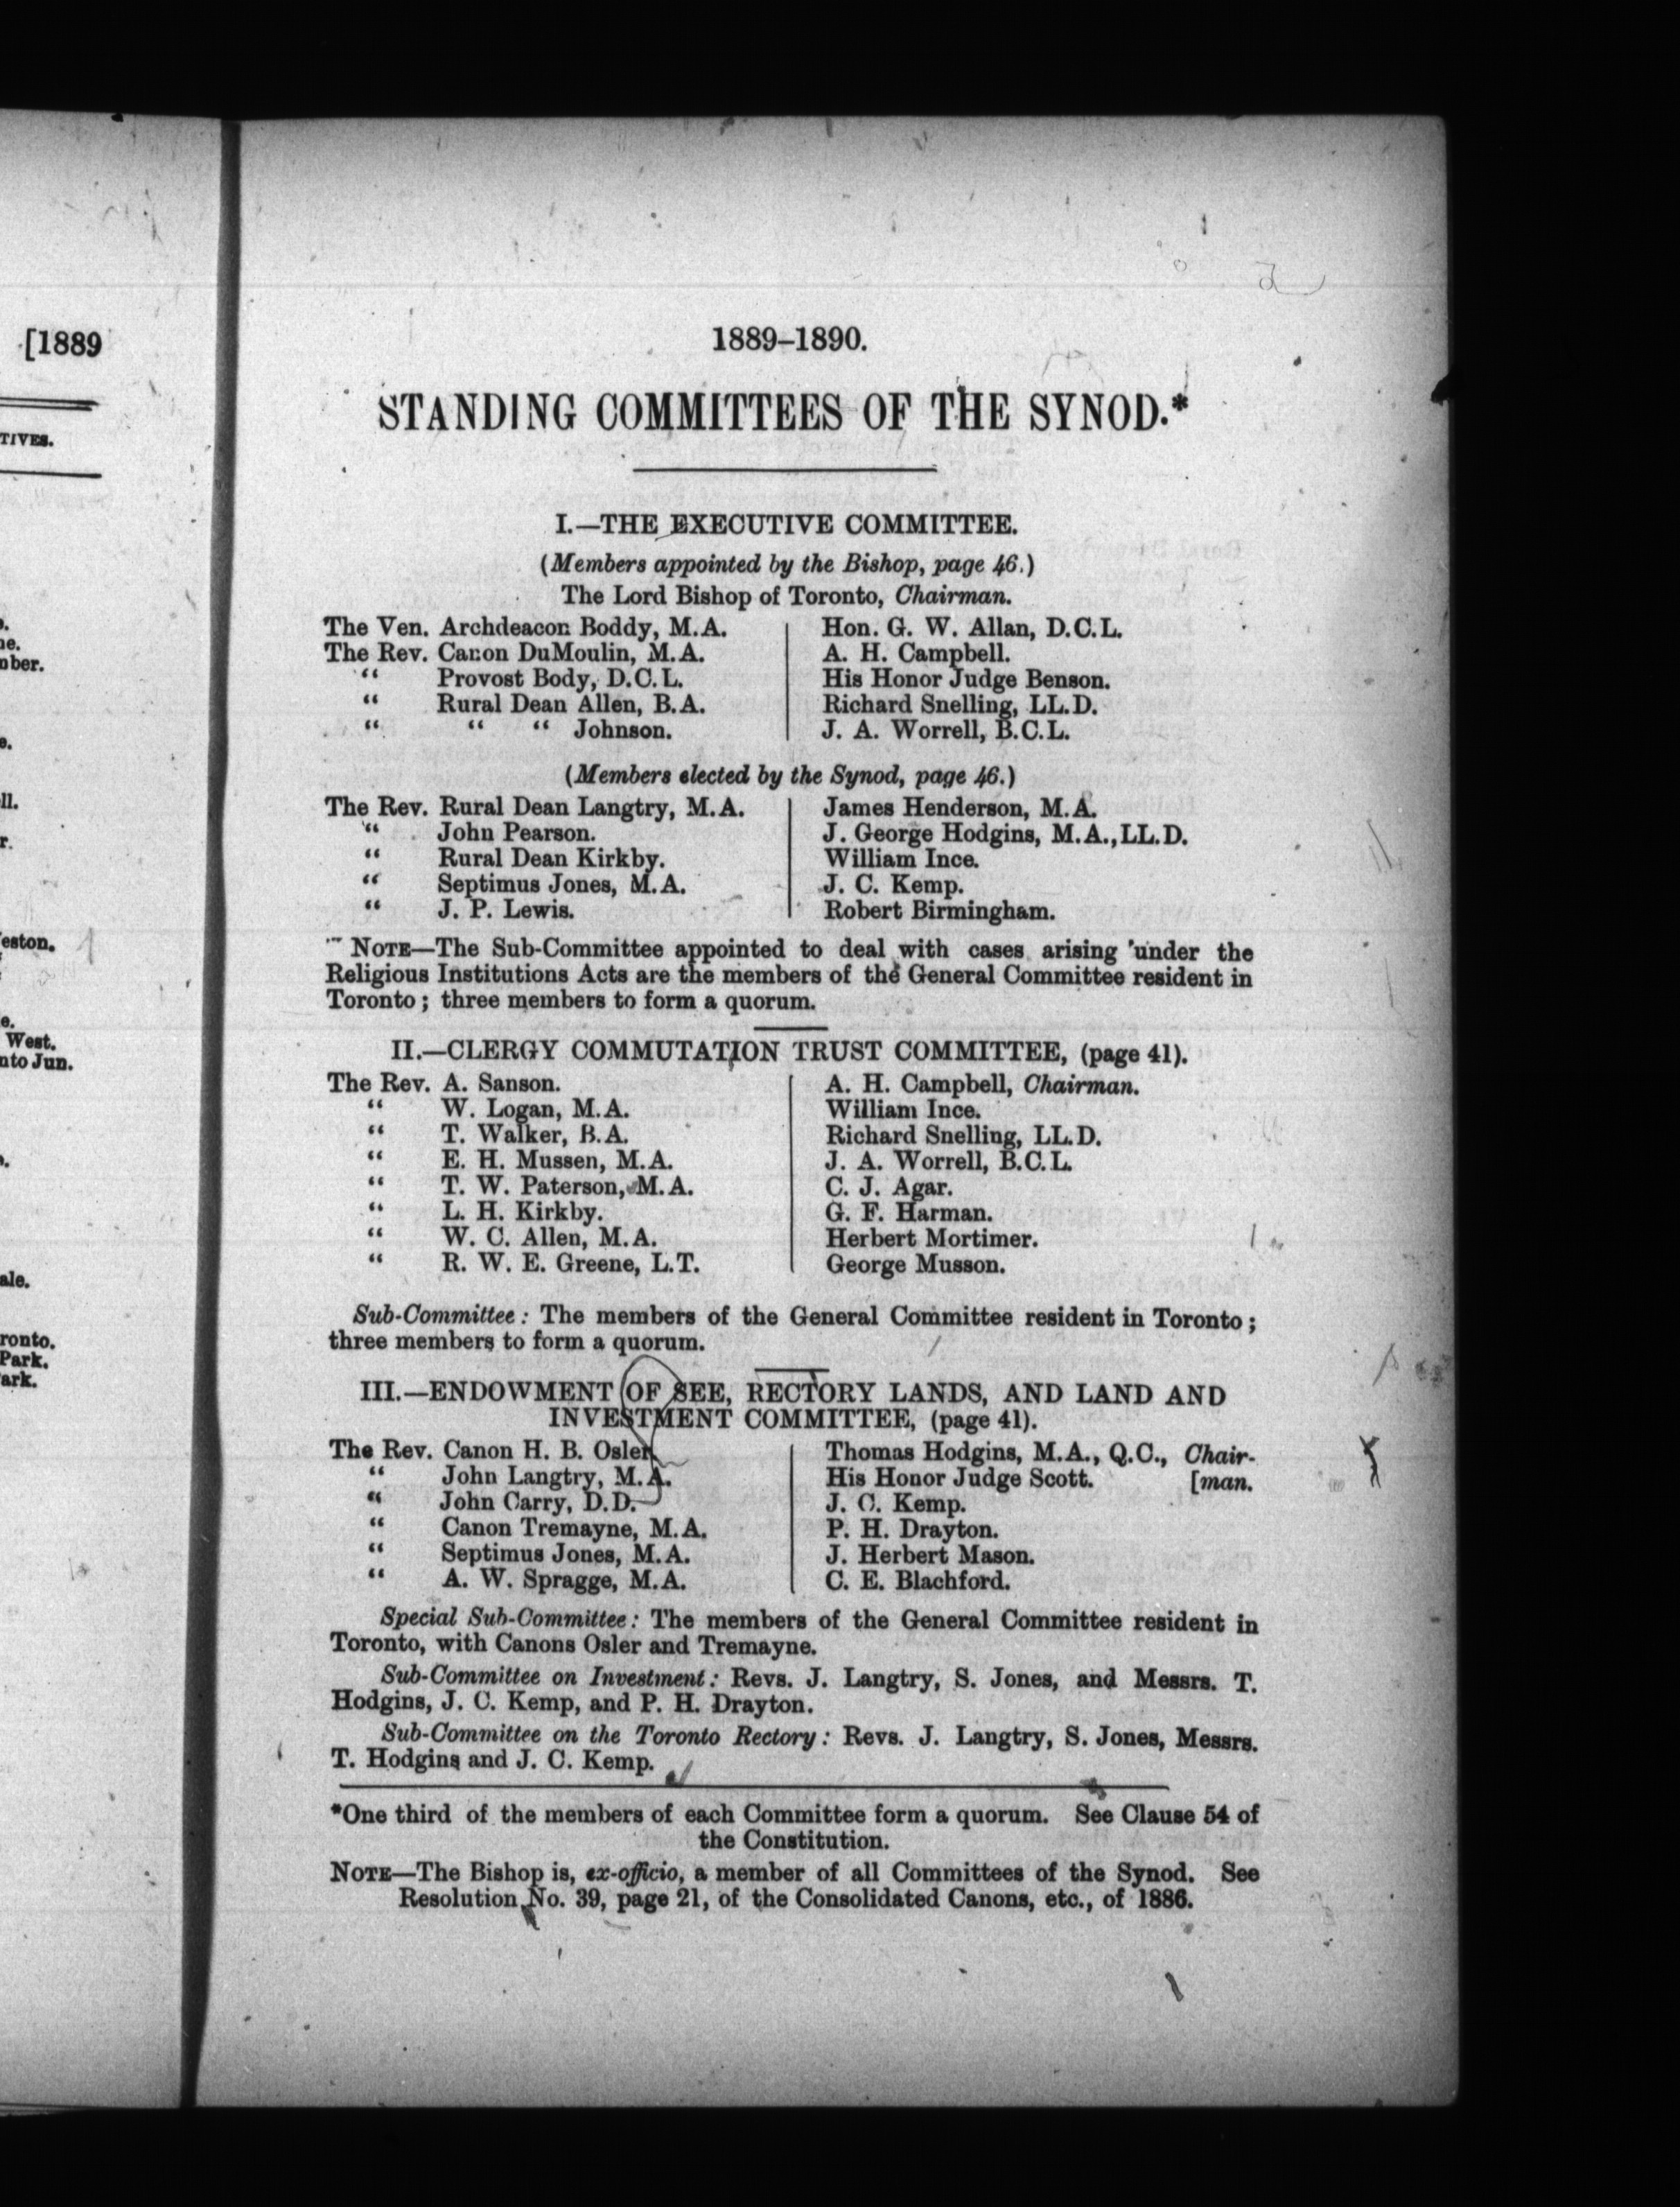 [1889
TIVES.
1889–1890.
STANDING COMMITTEES OF THE SYNOD.*
I.—THE EXECUTIVE COMMITTEE.
(Members appointed by the Bishop, page 46.)
The Lord Bishop of Toronto, Chairman.
The Ven. Archdeacon Boddy, M.A.
The Rev. Canon DuMoulin, M.A.
“ Provost Body, D.C.L.
“ Rural Dean Allen, B.A.
“ “ “ Johnson.
Hon. G. W. Allan, D.C.L.
A. H. Campbell.
His Honor Judge Benson.
Richard Snelling, LL.D.
J. A. Worrell, B.C.L.
(Members elected by the Synod, page 46.)
The Rev. Rural Dean Langtry, M.A.
“ John Pearson.
“ Rural Dean Kirkby.
“ Septimus Jones, M.A.
“ J. P. Lewis.
James Henderson, M.A.
J. George Hodgins, M.A., LL.D.
William Ince.
J. C. Kemp.
Robert Birmingham.
NOTE—The Sub-Committee appointed to deal with cases arising under the
Religious Institutions Acts are the members of the General Committee resident in
Toronto; three members to form a quorum.
II.—CLERGY COMMUTATION TRUST COMMITTEE, (page 41).
The Rev. A. Sanson.
“ W. Logan, M.A.
“ T. Walker, B.A.
“ E. H. Mussen, M.A.
“ T. W. Paterson, M.A.
“ L. H. Kirkby.
“ W. C. Allen, M.A.
“ R. W. E. Greene, L.T.
A. H. Campbell, Chairman.
William Ince.
Richard Snelling, LL.D.
J. A. Worrell, B.C.L.
C. J. Agar.
G. F. Harman.
Herbert Mortimer.
George Musson.
Sub-Committee: The members of the General Committee resident in Toronto;
three members to form a quorum.
III.—ENDOWMENT OF SEE, RECTORY LANDS, AND LAND AND
INVESTMENT COMMITTEE, (page 41).
The Rev. Canon H. B. Osler.
“ John Langtry, M.A.
“ John Carry, D.D.
“ Canon Tremayne, M.A.
“ Septimus Jones, M.A.
“ A. W. Spragge, M.A.
Thomas Hodgins, M.A., Q.C., Chair-
His Honor Judge Scott. [man.
J. C. Kemp.
P. H. Drayton.
J. Herbert Mason.
C. E. Blachford.
Special Sub-Committee: The members of the General Committee resident in
Toronto, with Canons Osler and Tremayne.
Sub-Committee on Investment: Revs. J. Langtry, S. Jones, and Messrs. T.
Hodgins, J. C. Kemp, and P. H. Drayton.
Sub-Committee on the Toronto Rectory: Revs. J. Langtry, S. Jones, Messrs.
T. Hodgins and J. C. Kemp.
*One third of the members of each Committee form a quorum. See Clause 54 of
the Constitution.
NOTE—The Bishop is, ex-officio, a member of all Committees of the Synod. See
Resolution No. 39, page 21, of the Consolidated Canons, etc., of 1886.